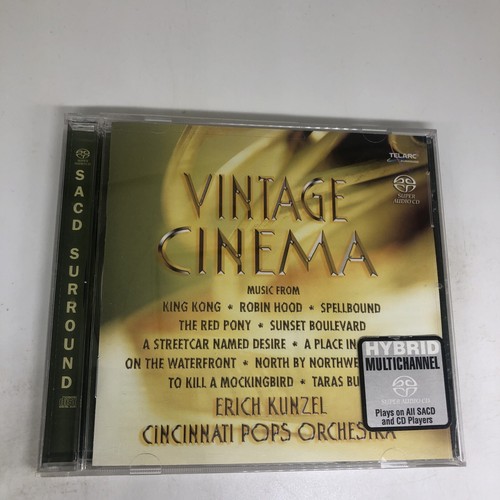 SACD SURROUND
TELARC
VINTAGE
CINEMA
SUPER AUDIO CD
MUSIC FROM
KING KONG * ROBIN HOOD * SPELLBOUND
THE RED PONY * SUNSET BOULEVARD
A STREETCAR NAMED DESIRE * A PLACE IN
ON THE WATERFRONT * NORTH BY NORTHWE
TO KILL A MOCKINGBIRD * TARAS BU
HYBRID
MULTICHANNEL
SUPER AUDIO CD
Plays on All SACD
and CD Players
ERICH KUNZEL
CINCINNATI POPS ORCHESTRA